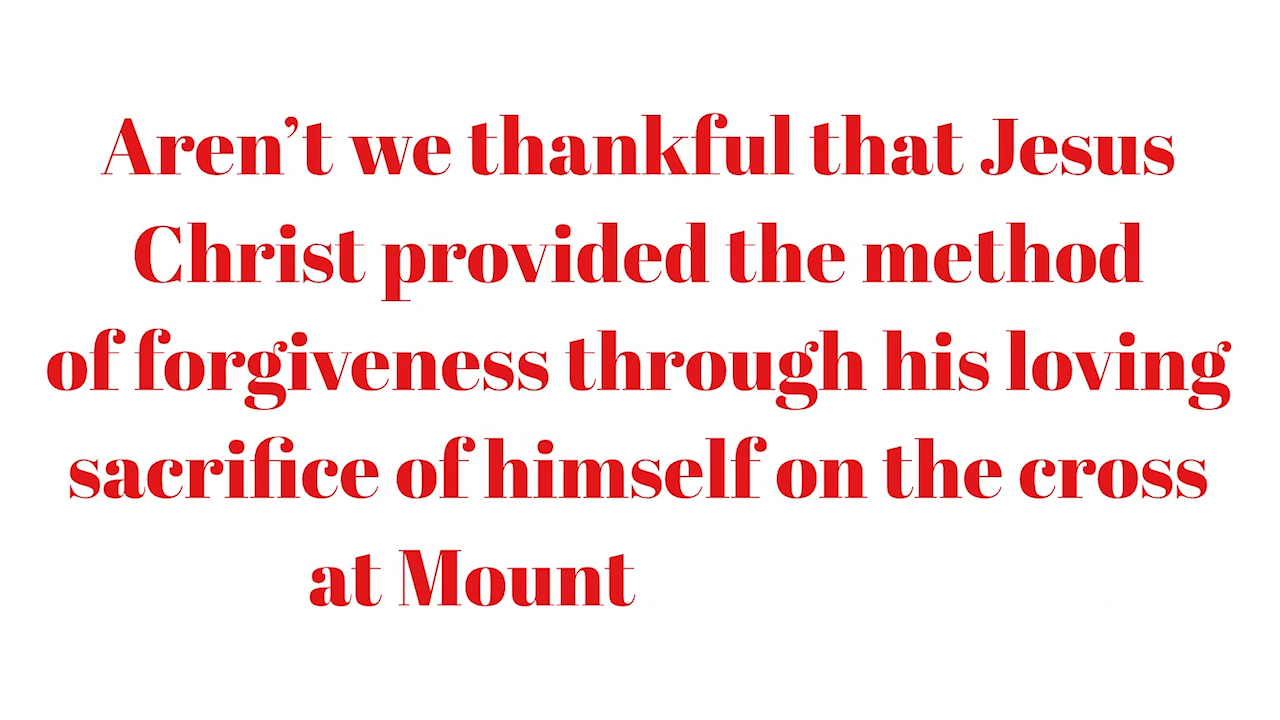 Aren’t we thankful that Jesus
Christ provided the method
of forgiveness through his loving
sacrifice of himself on the cross
at Mount